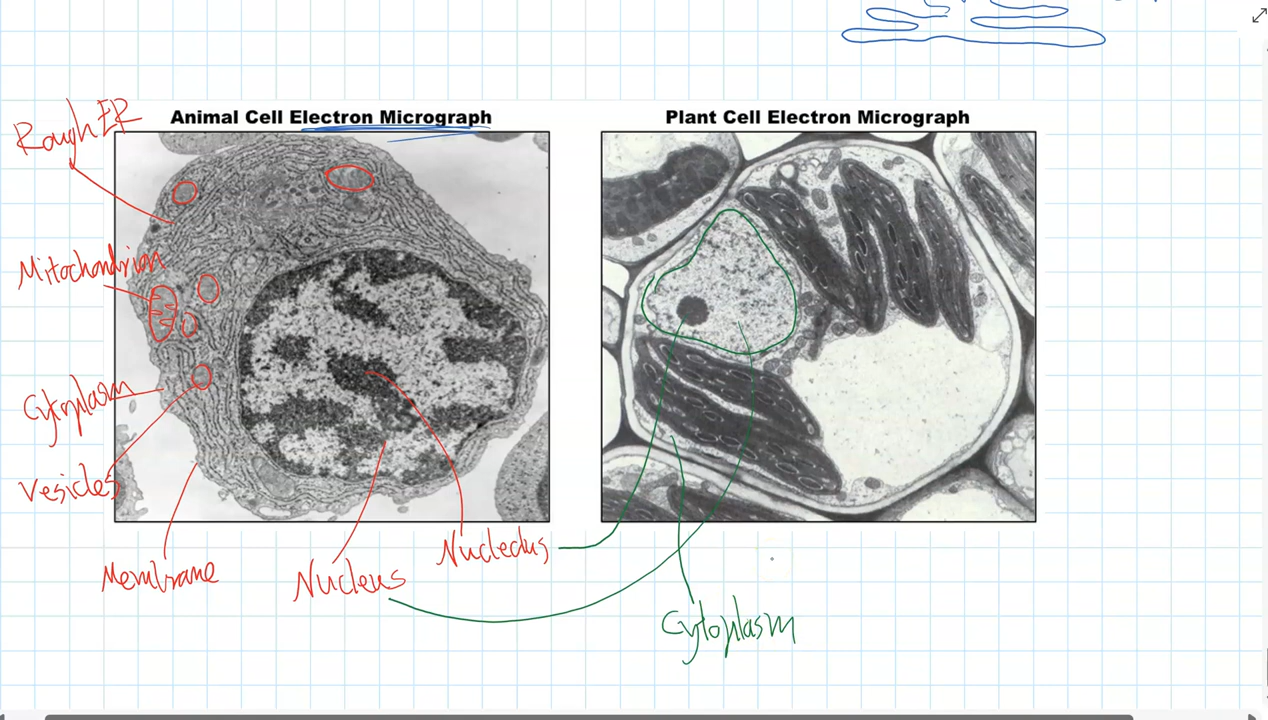 Rough ER
Animal Cell Electron Micrograph
Plant Cell Electron Micrograph
Mitochondrion
Cytoplasm
Vesicles
Membrane
Nucleus
Nucleolus
Cytoplasm